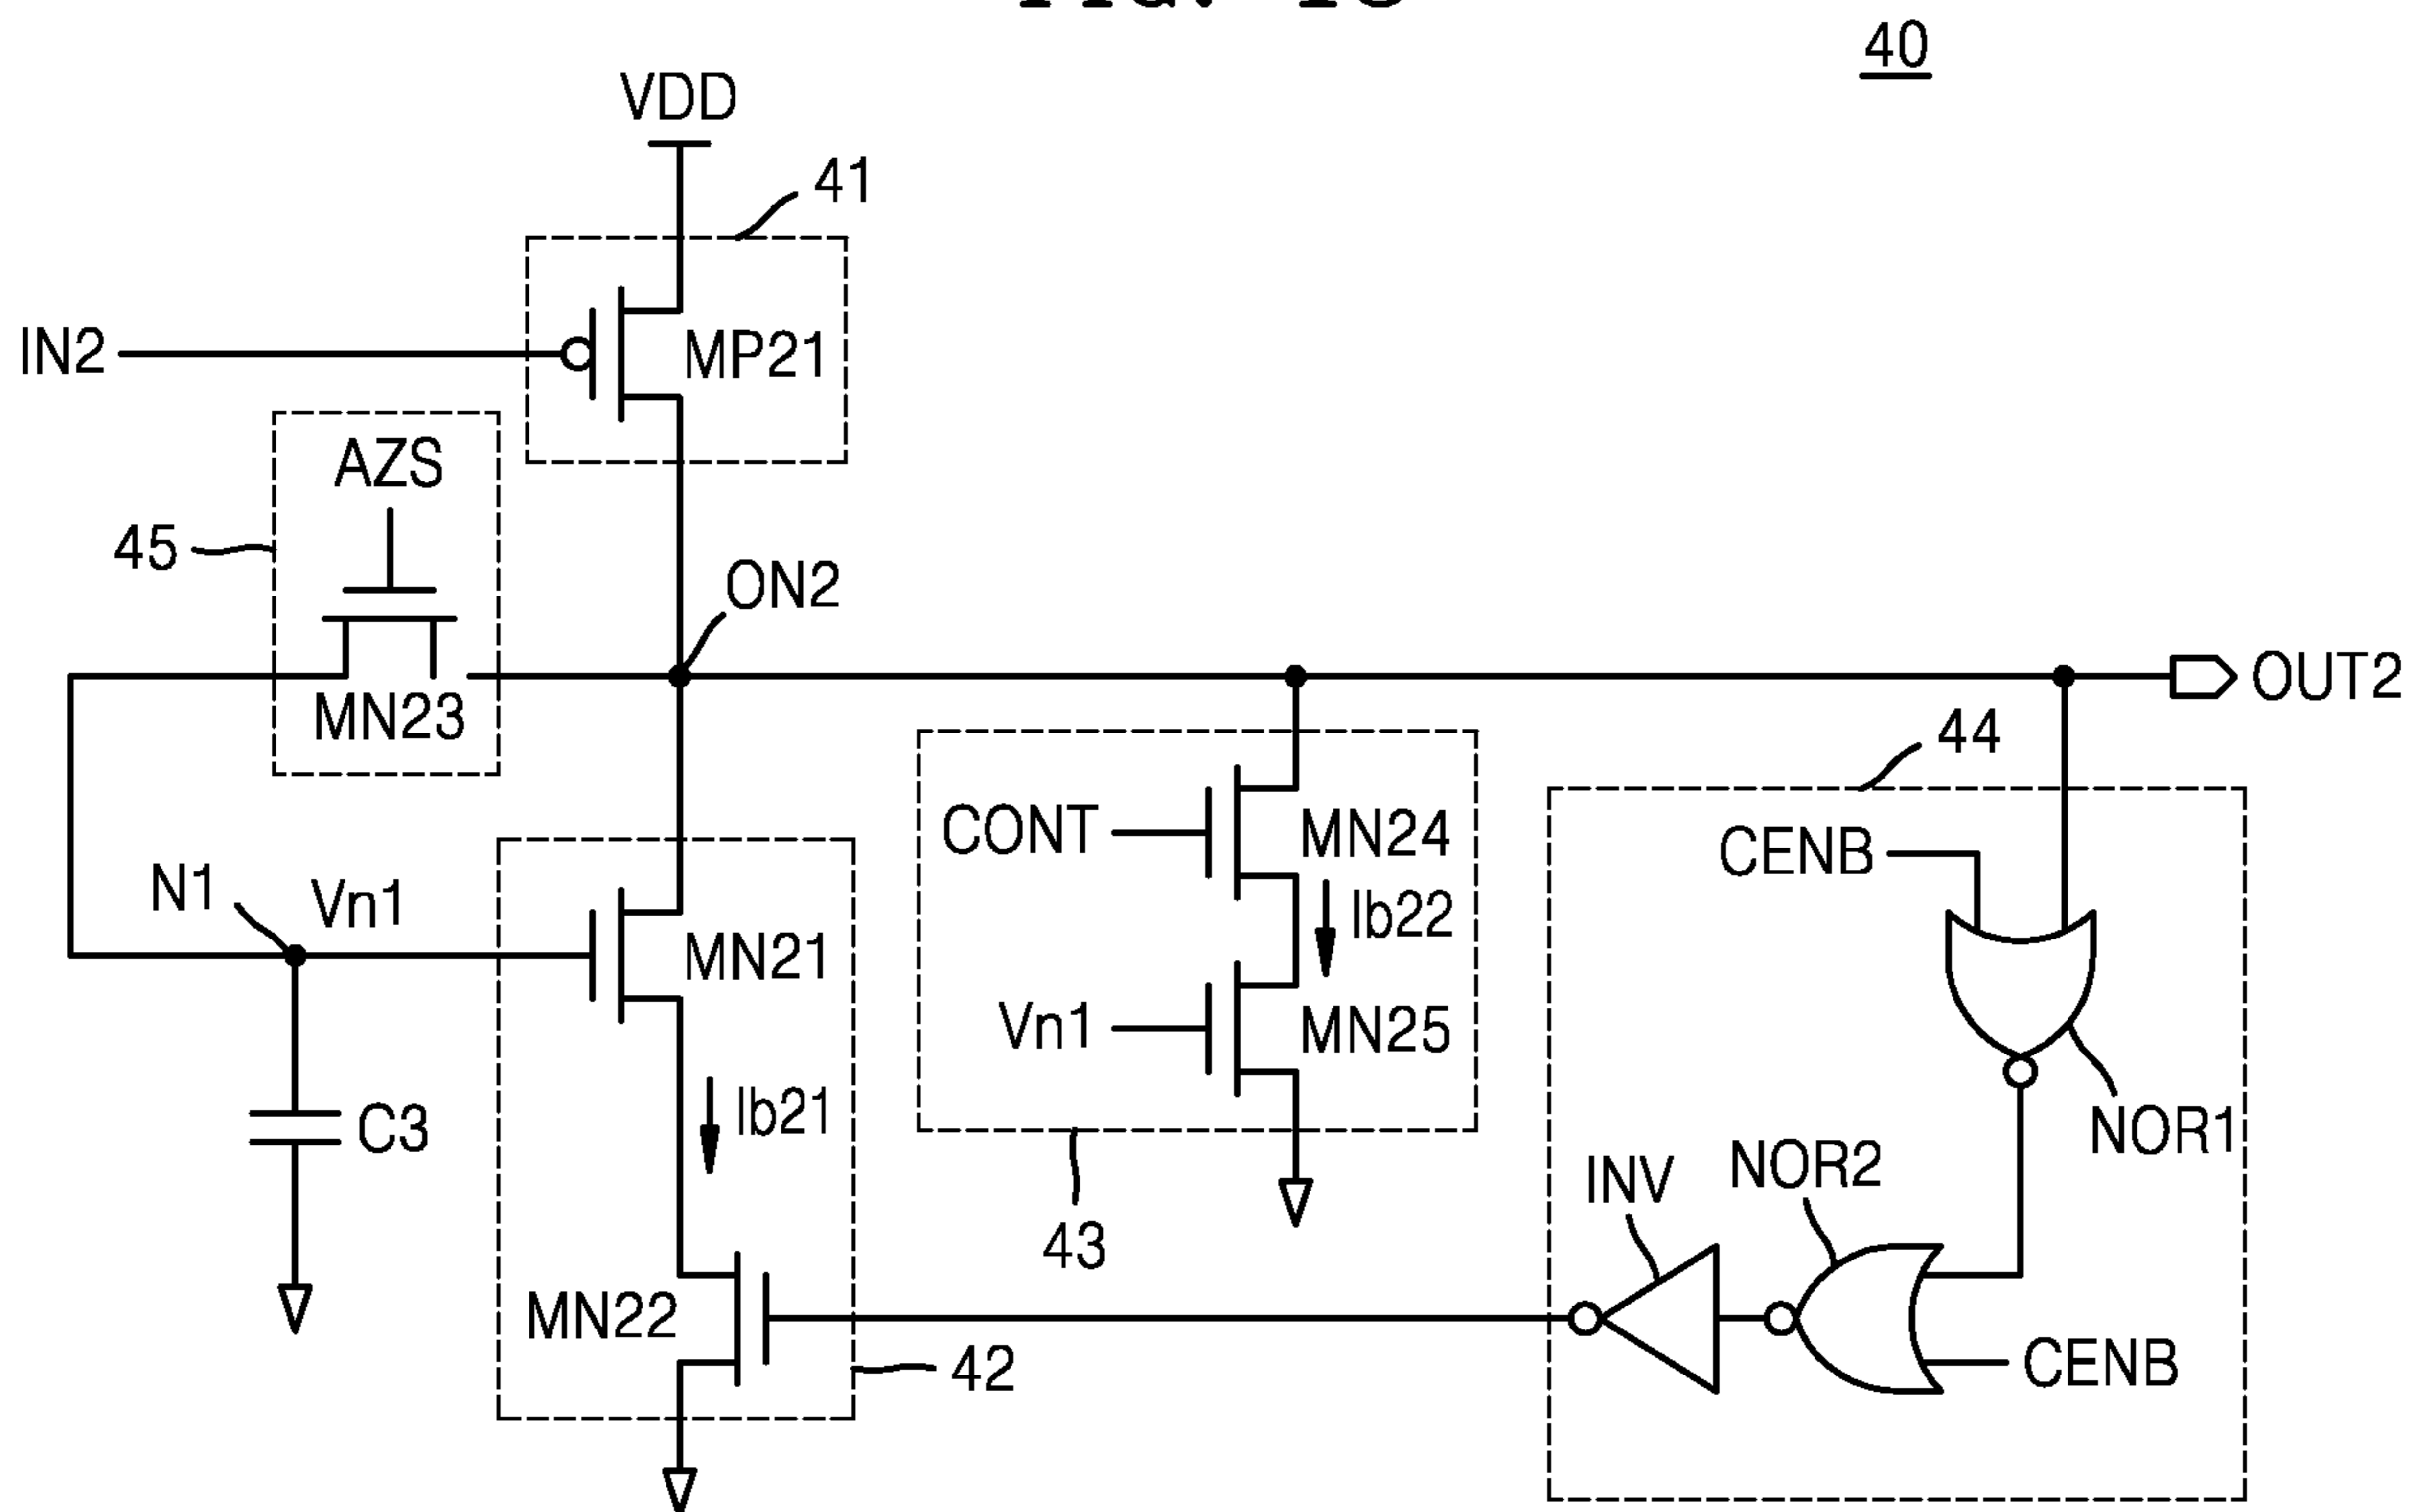 40
VDD
41
IN2
MP21
AZS
45
ON2
MN23
OUT2
44
CONT
MN24
CENB
N1
Vn1
Ib22
MN21
Vn1
MN25
Ib21
C3
NOR1
NOR2
INV
43
MN22
42
CENB